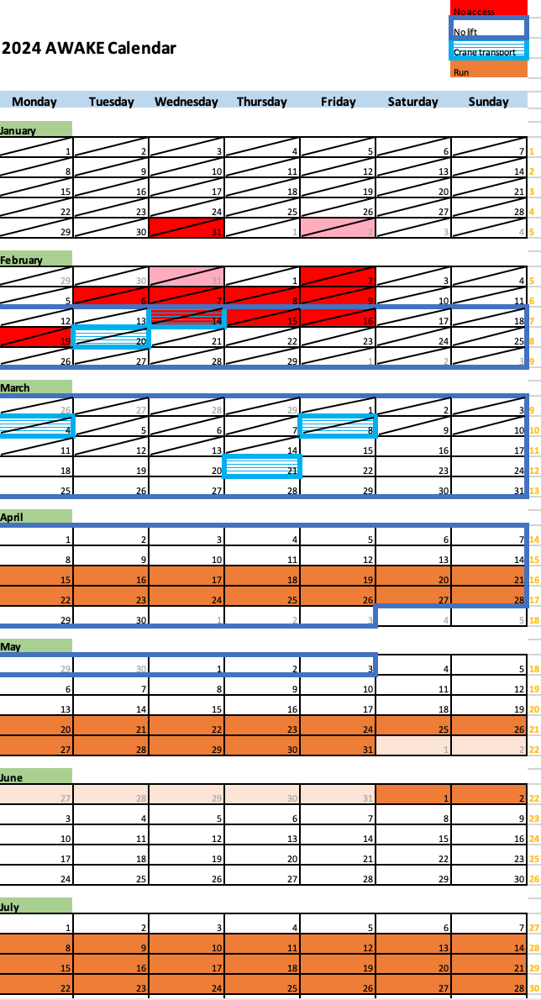 No access
No lift
2024 AWAKE Calendar
Crane transport
Run
Monday Tuesday Wednesday Thursday Friday Saturday Sunday
January
1 2 3 4 5 6 7 1
8 9 10 11 12 13 14 2
15 16 17 18 19 20 21 3
22 23 24 25 26 27 28 4
29 30 31 1 2 3 4 5
February
29 30 31 1 2 3 4 5
5 6 7 8 9 10 11 6
12 13 14 15 16 17 18 7
19 20 21 22 23 24 25 8
26 27 28 29 1 2 3 9
March
26 27 28 29 1 2 3 9
4 5 6 7 8 9 10 10
11 12 13 14 15 16 17 11
18 19 20 21 22 23 24 12
25 26 27 28 29 30 31 13
April
1 2 3 4 5 6 7 14
8 9 10 11 12 13 14 15
15 16 17 18 19 20 21 16
22 23 24 25 26 27 28 17
29 30 1 2 3 4 5 18
May
29 30 1 2 3 4 5 18
6 7 8 9 10 11 12 19
13 14 15 16 17 18 19 20
20 21 22 23 24 25 26 21
27 28 29 30 31 1 2 22
June
27 28 29 30 31 1 2 22
3 4 5 6 7 8 9 23
10 11 12 13 14 15 16 24
17 18 19 20 21 22 23 25
24 25 26 27 28 29 30 26
July
1 2 3 4 5 6 7 27
8 9 10 11 12 13 14 28
15 16 17 18 19 20 21 29
22 23 24 25 26 27 28 30